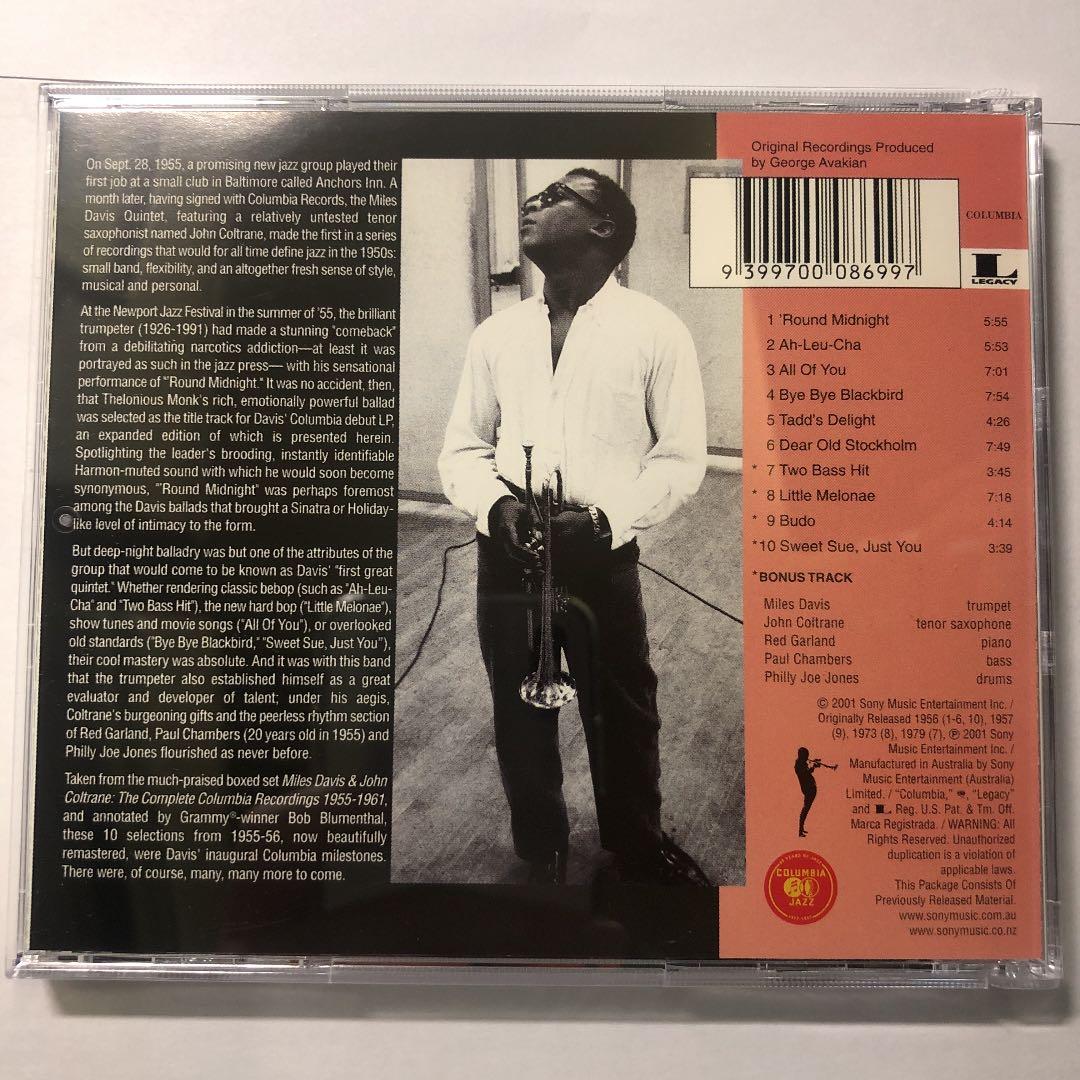 On Sept. 28, 1955, a promising new jazz group played their
first job at a small club in Baltimore called Anchors Inn. A
month later, having signed with Columbia Records, the Miles
Davis Quintet, featuring a relatively untested tenor
saxophonist named John Coltrane, made the first in a series
of recordings that would for all time define jazz in the 1950s:
small band, flexibility, and an altogether fresh sense of style,
musical and personal.
At the Newport Jazz Festival in the summer of '55, the brilliant
trumpeter (1926-1991) had made a stunning "comeback"
from a debilitating narcotics addiction—at least it was
portrayed as such in the jazz press— with his sensational
performance of "'Round Midnight." It was no accident, then,
that Thelonious Monk's rich, emotionally powerful ballad
was selected as the title track for Davis' Columbia debut LP,
an expanded edition of which is presented herein.
Spotlighting the leader's brooding, instantly identifiable
Harmon-muted sound with which he would soon become
synonymous, "'Round Midnight" was perhaps foremost
among the Davis ballads that brought a Sinatra or Holiday-
like level of intimacy to the form.
But deep-night balladry was but one of the attributes of the
group that would come to be known as Davis' "first great
quintet." Whether rendering classic bebop (such as "Ah-Leu-
Cha" and "Two Bass Hit"), the new hard bop ("Little Melonae"),
show tunes and movie songs ("All Of You"), or overlooked
old standards ("Bye Bye Blackbird," "Sweet Sue, Just You"),
their cool mastery was absolute. And it was with this band
that the trumpeter also established himself as a great
evaluator and developer of talent; under his aegis,
Coltrane's burgeoning gifts and the peerless rhythm section
of Red Garland, Paul Chambers (20 years old in 1955) and
Philly Joe Jones flourished as never before.
Taken from the much-praised boxed set Miles Davis & John
Coltrane: The Complete Columbia Recordings 1955-1961,
and annotated by Grammy®-winner Bob Blumenthal,
these 10 selections from 1955-56, now beautifully
remastered, were Davis' inaugural Columbia milestones.
There were, of course, many, many more to come.
Original Recordings Produced
by George Avakian
9 399700 086997
COLUMBIA
L
LEGACY
1 'Round Midnight 5:55
2 Ah-Leu-Cha 5:53
3 All Of You 7:01
4 Bye Bye Blackbird 7:54
5 Tadd's Delight 4:26
6 Dear Old Stockholm 7:49
* 7 Two Bass Hit 3:45
* 8 Little Melonae 7:18
* 9 Budo 4:14
*10 Sweet Sue, Just You 3:39
*BONUS TRACK
Miles Davis trumpet
John Coltrane tenor saxophone
Red Garland piano
Paul Chambers bass
Philly Joe Jones drums
© 2001 Sony Music Entertainment Inc. /
Originally Released 1956 (1-6, 10), 1957
(9), 1973 (8), 1979 (7), ℗ 2001 Sony
Music Entertainment Inc. /
Manufactured in Australia by Sony
Music Entertainment (Australia)
Limited. / "Columbia," , "Legacy"
and L Reg. U.S. Pat. & Tm. Off.
Marca Registrada. / WARNING: All
Rights Reserved. Unauthorized
duplication is a violation of
applicable laws.
This Package Consists Of
Previously Released Material.
www.sonymusic.com.au
www.sonymusic.co.nz
COLUMBIA
JAZZ